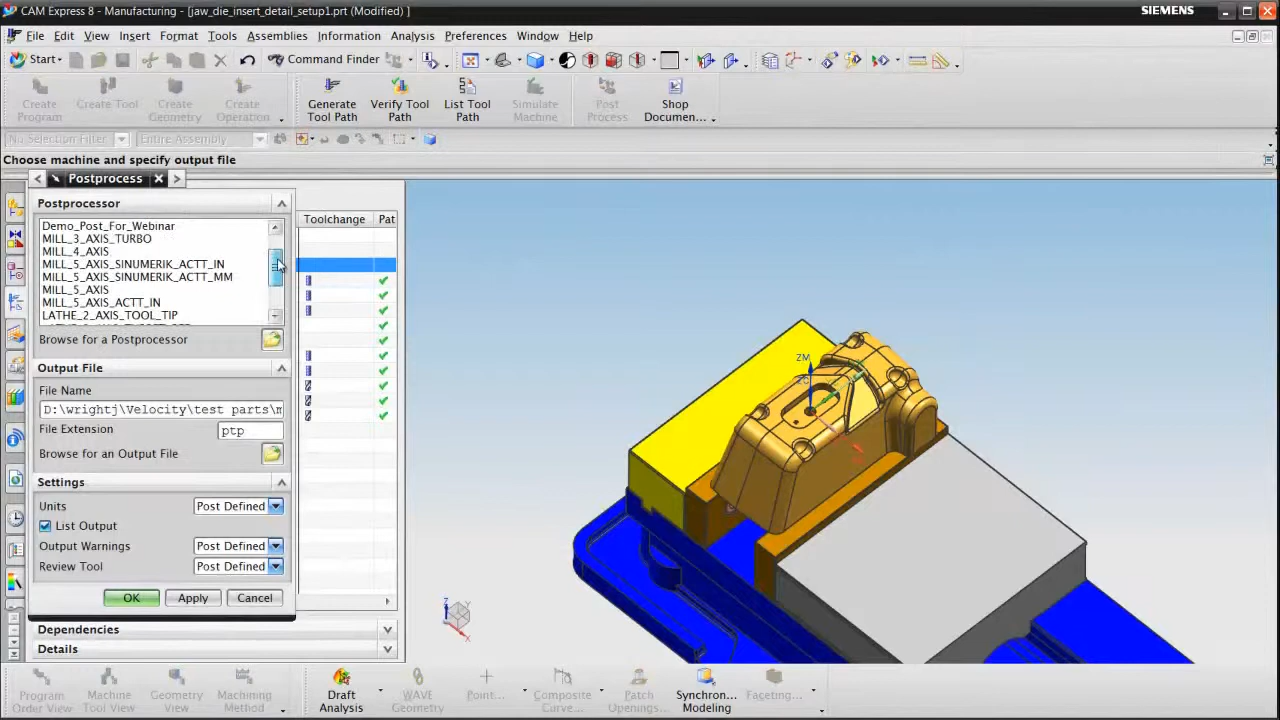 CAM Express 8 - Manufacturing - [jaw_die_insert_detail_setup1.prt (Modified) ]
SIEMENS
File Edit View Insert Format Tools Assemblies Information Analysis Preferences Window Help
Start Command Finder
Create Program
Create Tool
Create Geometry
Create Operation
Generate Tool Path
Verify Tool Path
List Tool Path
Simulate Machine
Post Process
Shop Document...
No Selection Filter
Entire Assembly
Choose machine and specify output file
Postprocess
Postprocessor
Toolchange
Pat
Demo_Post_For_Webinar
MILL_3_AXIS_TURBO
MILL_4_AXIS
MILL_5_AXIS_SINUMERIK_ACTT_IN
MILL_5_AXIS_SINUMERIK_ACTT_MM
MILL_5_AXIS
MILL_5_AXIS_ACTT_IN
LATHE_2_AXIS_TOOL_TIP
Browse for a Postprocessor
Output File
File Name
D:\wrightj\Velocity\test parts\m
File Extension
ptp
Browse for an Output File
Settings
Units
Post Defined
List Output
Output Warnings
Post Defined
Review Tool
Post Defined
OK
Apply
Cancel
Dependencies
Details
ZM
ZC
Z
Y
X
Program Order View
Machine Tool View
Geometry View
Machining Method
Draft Analysis
WAVE Geometry
Point...
Composite Curve...
Patch Openings...
Synchron... Modeling
Faceting...